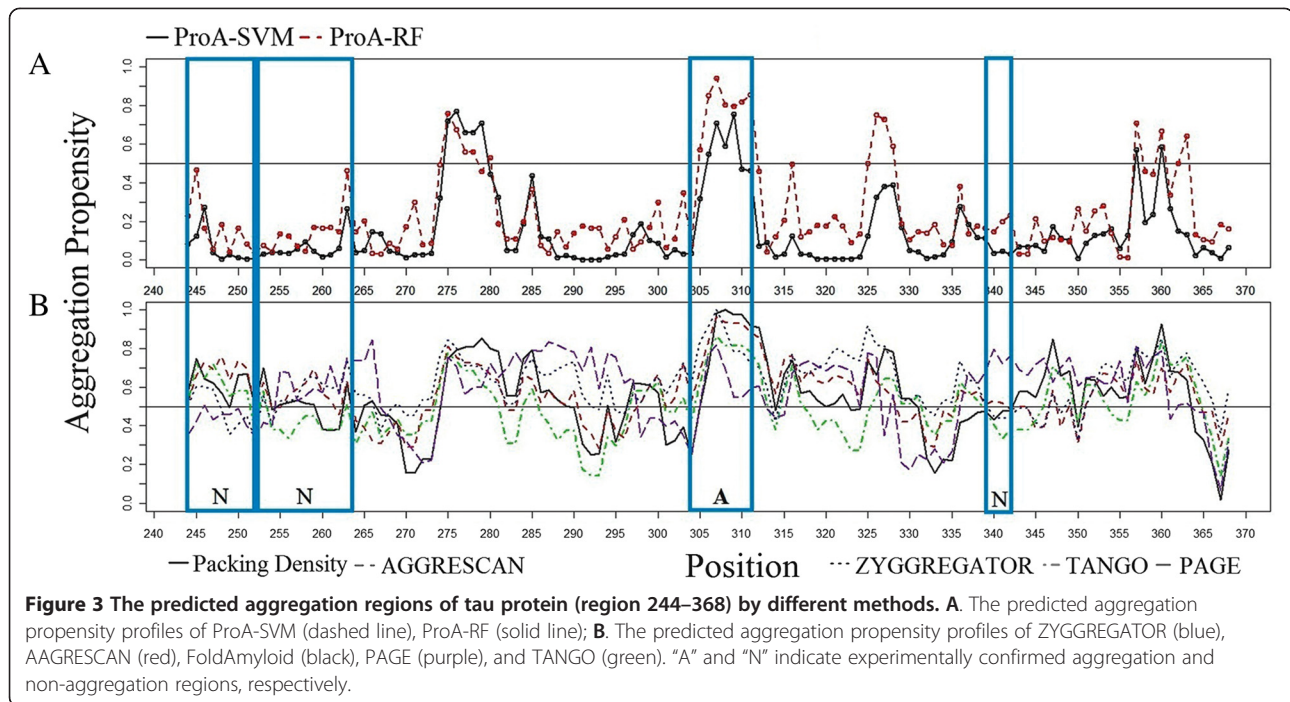 ProA-SVM ProA-RF
A
1.0
0.8
0.6
0.4
0.2
0.0
240 245 250 255 260 265 270 275 280 285 290 295 300 305 310 315 320 325 330 335 340 345 350 355 360 365 370
Aggregation Propensity
B
1.0
0.8
0.6
0.4
0.2
0.0
N N A N
240 245 250 255 260 265 270 275 280 285 290 295 300 305 310 315 320 325 330 335 340 345 350 355 360 365 370
Packing Density AGGRESCAN Position ZYGGREGATOR TANGO PAGE
Figure 3 The predicted aggregation regions of tau protein (region 244–368) by different methods. A. The predicted aggregation
propensity profiles of ProA-SVM (dashed line), ProA-RF (solid line); B. The predicted aggregation propensity profiles of ZYGGREGATOR (blue),
AAGRESCAN (red), FoldAmyloid (black), PAGE (purple), and TANGO (green). “A” and “N” indicate experimentally confirmed aggregation and
non-aggregation regions, respectively.